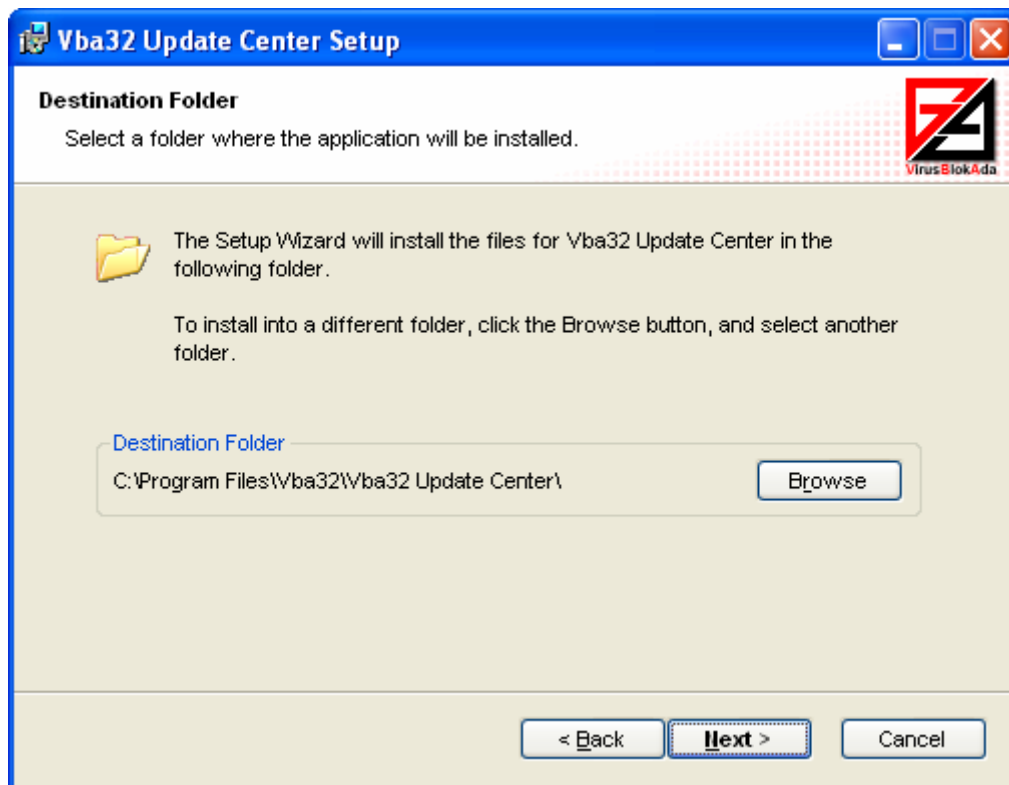 Vba32 Update Center Setup
Destination Folder
Select a folder where the application will be installed.
VirusBlokAda
The Setup Wizard will install the files for Vba32 Update Center in the
following folder.
To install into a different folder, click the Browse button, and select another
folder.
Destination Folder
C:\Program Files\Vba32\Vba32 Update Center\
Browse
< Back
Next >
Cancel